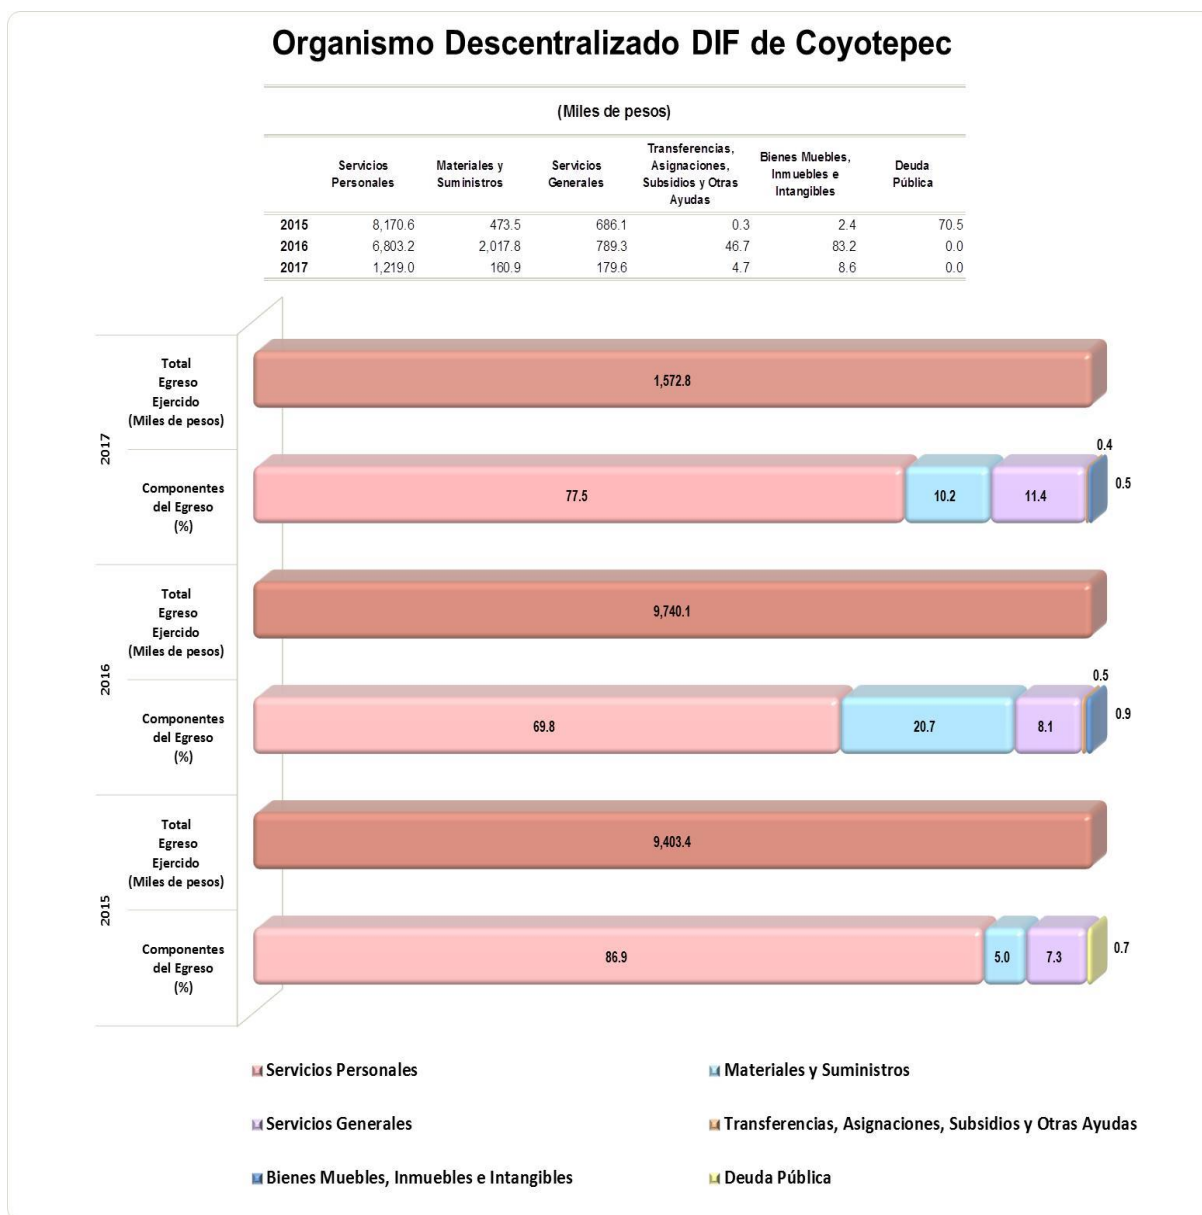 Organismo Descentralizado DIF de Coyotepec
(Miles de pesos)
Servicios Personales Materiales y Suministros Servicios Generales Transferencias, Asignaciones, Subsidios y Otras Ayudas Bienes Muebles, Inmuebles e Intangibles Deuda Pública
2015 8,170.6 473.5 686.1 0.3 2.4 70.5
2016 6,803.2 2,017.8 789.3 46.7 83.2 0.0
2017 1,219.0 160.9 179.6 4.7 8.6 0.0
2017
Total
Egreso
Ejercido
(Miles de pesos)
1,572.8
Componentes
del Egreso
(%)
77.5 10.2 11.4 0.4 0.5
2016
Total
Egreso
Ejercido
(Miles de pesos)
9,740.1
Componentes
del Egreso
(%)
69.8 20.7 8.1 0.5 0.9
2015
Total
Egreso
Ejercido
(Miles de pesos)
9,403.4
Componentes
del Egreso
(%)
86.9 5.0 7.3 0.7
Servicios Personales Materiales y Suministros
Servicios Generales Transferencias, Asignaciones, Subsidios y Otras Ayudas
Bienes Muebles, Inmuebles e Intangibles Deuda Pública